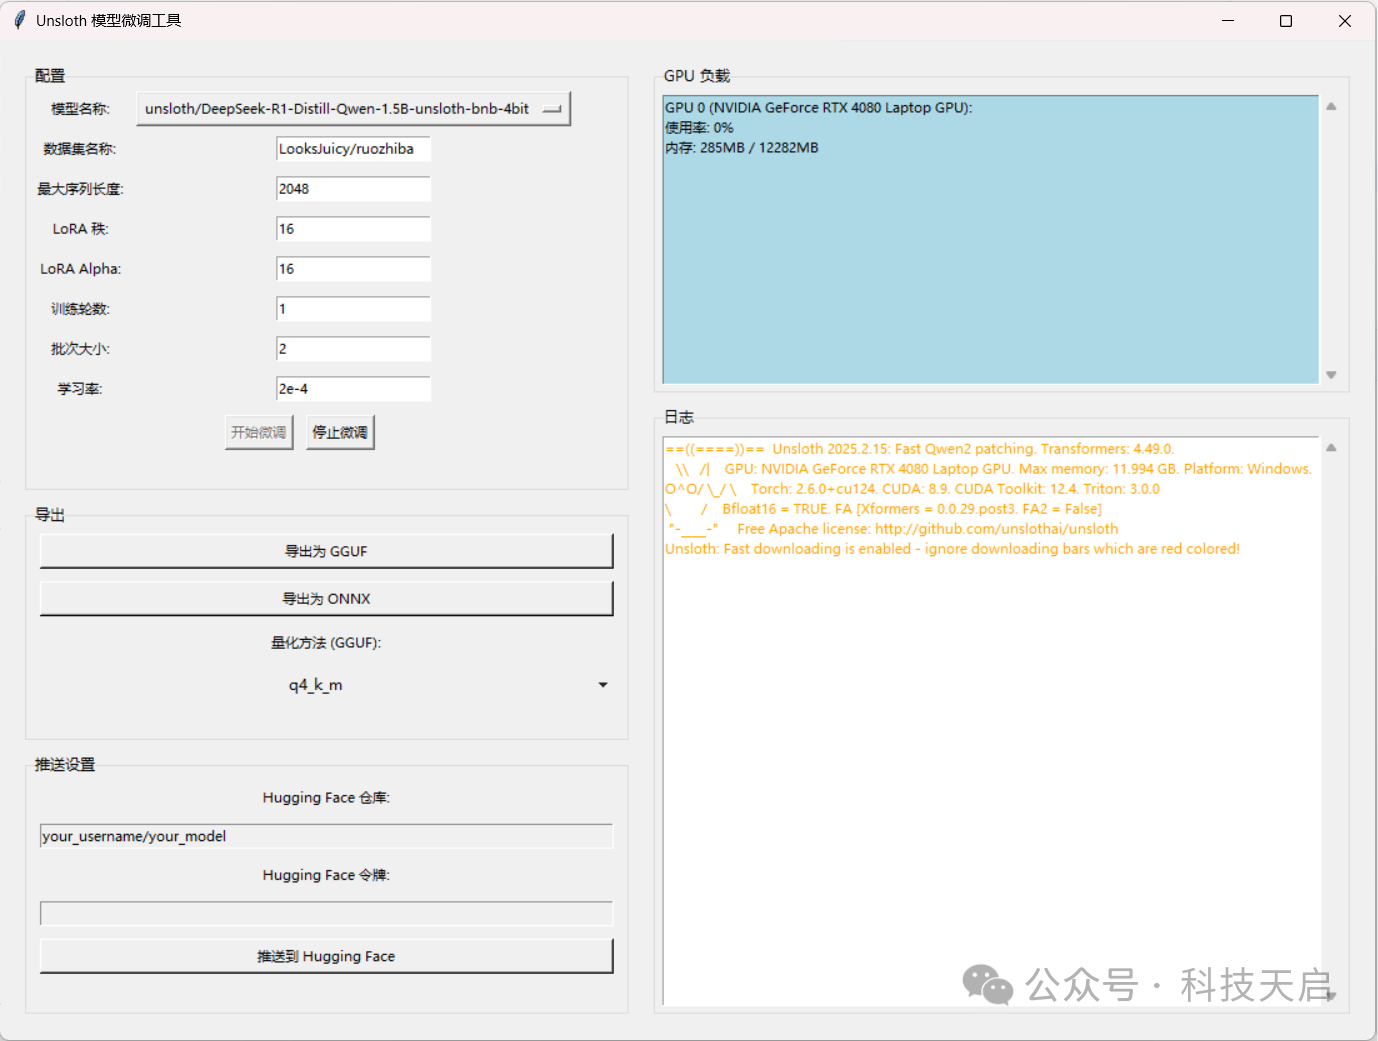 Unsloth 模型微调工具
配置
模型名称:
unsloth/DeepSeek-R1-Distill-Qwen-1.5B-unsloth-bnb-4bit
数据集名称:
LooksJuicy/ruozhiba
最大序列长度:
2048
LoRA 秩:
16
LoRA Alpha:
16
训练轮数:
1
批次大小:
2
学习率:
2e-4
开始微调
停止微调
导出
导出为 GGUF
导出为 ONNX
量化方法 (GGUF):
q4_k_m
推送设置
Hugging Face 仓库:
your_username/your_model
Hugging Face 令牌:
推送到 Hugging Face
GPU 负载
GPU 0 (NVIDIA GeForce RTX 4080 Laptop GPU):
使用率: 0%
内存: 285MB / 12282MB
日志
==((====))== Unsloth 2025.2.15: Fast Qwen2 patching. Transformers: 4.49.0.
\\ /| GPU: NVIDIA GeForce RTX 4080 Laptop GPU. Max memory: 11.994 GB. Platform: Windows.
O^O/ \_/ \ Torch: 2.6.0+cu124. CUDA: 8.9. CUDA Toolkit: 12.4. Triton: 3.0.0
\ / Bfloat16 = TRUE. FA [Xformers = 0.0.29.post3. FA2 = False]
"-____-" Free Apache license: http://github.com/unslothai/unsloth
Unsloth: Fast downloading is enabled - ignore downloading bars which are red colored!
公众号 · 科技天启